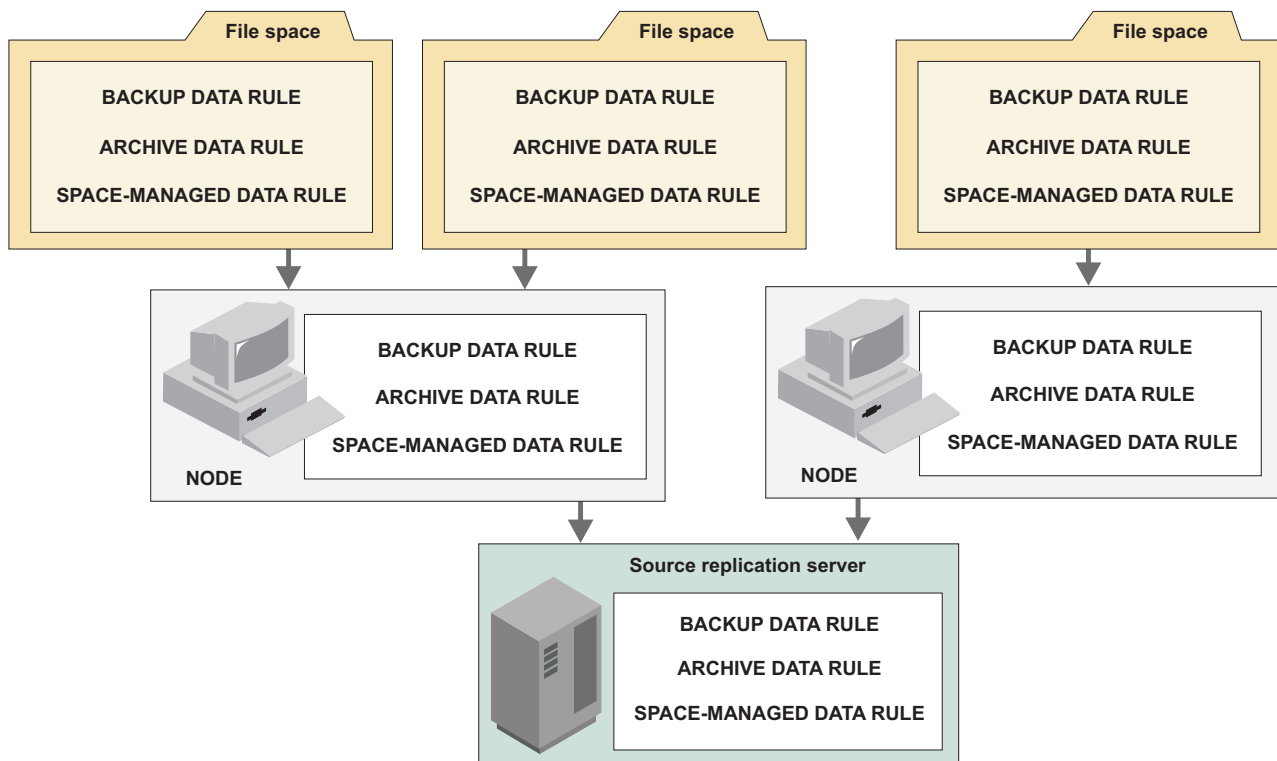 File space
BACKUP DATA RULE
ARCHIVE DATA RULE
SPACE-MANAGED DATA RULE
File space
BACKUP DATA RULE
ARCHIVE DATA RULE
SPACE-MANAGED DATA RULE
File space
BACKUP DATA RULE
ARCHIVE DATA RULE
SPACE-MANAGED DATA RULE
BACKUP DATA RULE
ARCHIVE DATA RULE
SPACE-MANAGED DATA RULE
NODE
BACKUP DATA RULE
ARCHIVE DATA RULE
SPACE-MANAGED DATA RULE
NODE
Source replication server
BACKUP DATA RULE
ARCHIVE DATA RULE
SPACE-MANAGED DATA RULE